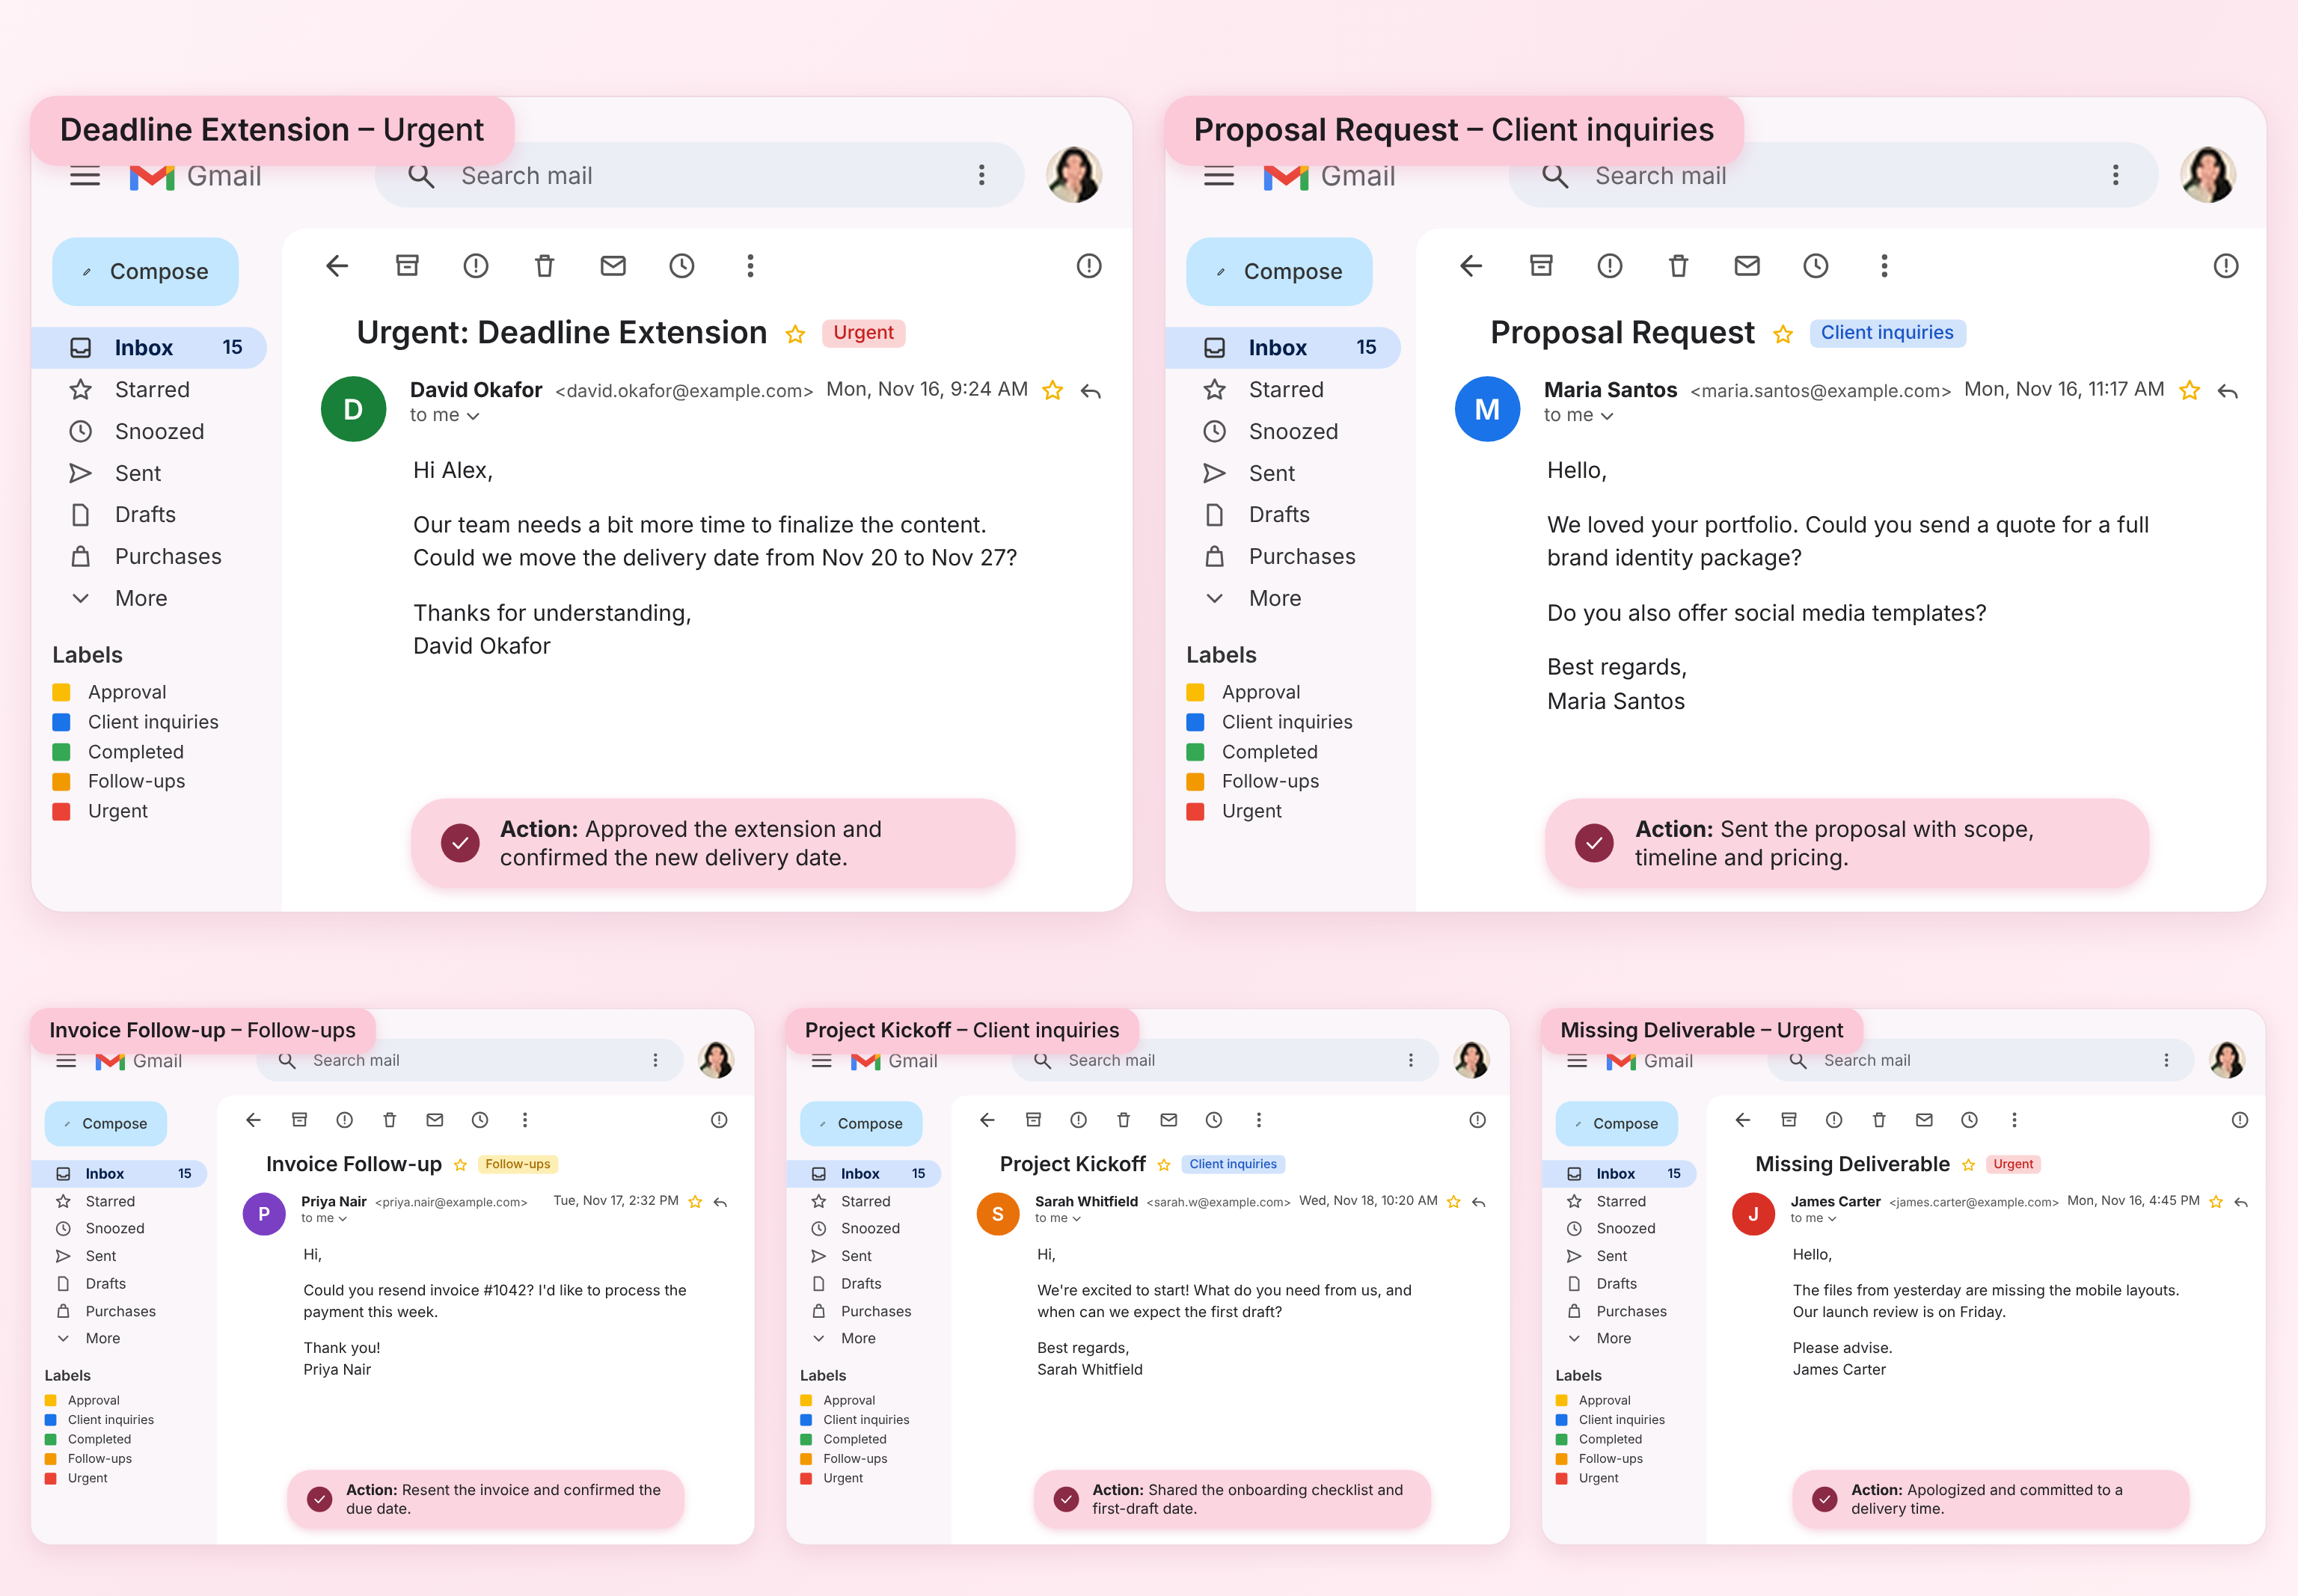 Deadline Extension – Urgent
Gmail
Search mail
Compose
Inbox 15
Starred
Snoozed
Sent
Drafts
Purchases
More
Labels
Approval
Client inquiries
Completed
Follow-ups
Urgent
Urgent: Deadline Extension Urgent
D
David Okafor <david.okafor@example.com> Mon, Nov 16, 9:24 AM
to me
Hi Alex,
Our team needs a bit more time to finalize the content.
Could we move the delivery date from Nov 20 to Nov 27?
Thanks for understanding,
David Okafor
Action: Approved the extension and
confirmed the new delivery date.
Proposal Request – Client inquiries
Gmail
Search mail
Compose
Inbox 15
Starred
Snoozed
Sent
Drafts
Purchases
More
Labels
Approval
Client inquiries
Completed
Follow-ups
Urgent
Proposal Request Client inquiries
M
Maria Santos <maria.santos@example.com> Mon, Nov 16, 11:17 AM
to me
Hello,
We loved your portfolio. Could you send a quote for a full
brand identity package?
Do you also offer social media templates?
Best regards,
Maria Santos
Action: Sent the proposal with scope,
timeline and pricing.
Invoice Follow-up – Follow-ups
Gmail
Search mail
Compose
Inbox 15
Starred
Snoozed
Sent
Drafts
Purchases
More
Labels
Approval
Client inquiries
Completed
Follow-ups
Urgent
Invoice Follow-up Follow-ups
P
Priya Nair <priya.nair@example.com> Tue, Nov 17, 2:32 PM
to me
Hi,
Could you resend invoice #1042? I'd like to process the
payment this week.
Thank you!
Priya Nair
Action: Resent the invoice and confirmed the
due date.
Project Kickoff – Client inquiries
Gmail
Search mail
Compose
Inbox 15
Starred
Snoozed
Sent
Drafts
Purchases
More
Labels
Approval
Client inquiries
Completed
Follow-ups
Urgent
Project Kickoff Client inquiries
S
Sarah Whitfield <sarah.w@example.com> Wed, Nov 18, 10:20 AM
to me
Hi,
We're excited to start! What do you need from us, and
when can we expect the first draft?
Best regards,
Sarah Whitfield
Action: Shared the onboarding checklist and
first-draft date.
Missing Deliverable – Urgent
Gmail
Search mail
Compose
Inbox 15
Starred
Snoozed
Sent
Drafts
Purchases
More
Labels
Approval
Client inquiries
Completed
Follow-ups
Urgent
Missing Deliverable Urgent
J
James Carter <james.carter@example.com> Mon, Nov 16, 4:45 PM
to me
Hello,
The files from yesterday are missing the mobile layouts.
Our launch review is on Friday.
Please advise.
James Carter
Action: Apologized and committed to a
delivery time.